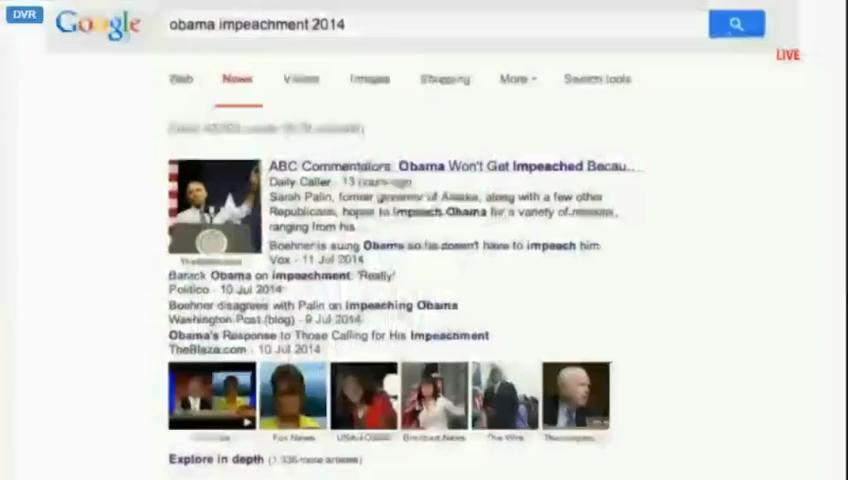 DVR
Google
obama impeachment 2014
LIVE
Web News Videos Images Shopping More Search tools
ABC Commentators: Obama Won't Get Impeached Becau...
Daily Caller - 13 hours ago
Sarah Palin, former governor of Alaska, along with a few other
Republicans, hopes to impeach Obama for a variety of reasons,
ranging from his
Boehner is suing Obama so he doesn't have to impeach him
Vox - 11 Jul 2014
Barack Obama on impeachment: 'Really!'
Politico - 10 Jul 2014
Boehner disagrees with Palin on Impeaching Obama
Washington Post (blog) - 9 Jul 2014
Obama's Response to Those Calling for His Impeachment
TheBlaze.com - 10 Jul 2014
Fox News Breitbart News The Wire
Explore in depth